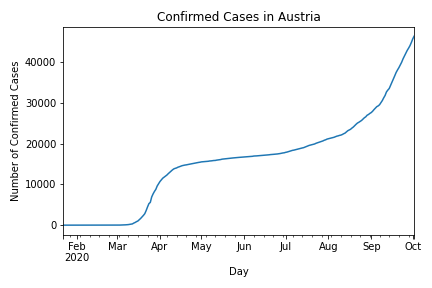 Confirmed Cases in Austria
Number of Confirmed Cases
40000
30000
20000
10000
0
Feb Mar Apr May Jun Jul Aug Sep Oct
2020
Day